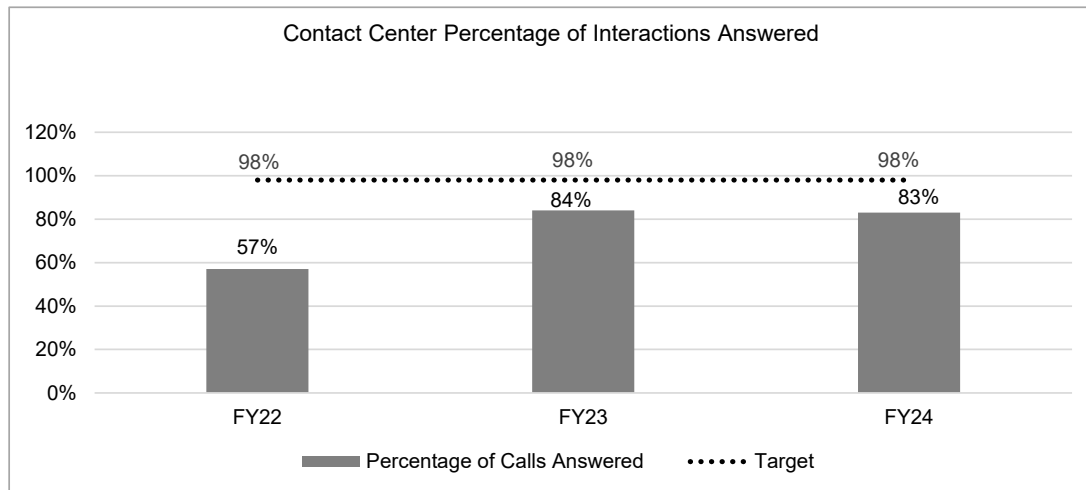 Contact Center Percentage of Interactions Answered
120%
100%
80%
60%
40%
20%
0%
98%
98%
98%
57%
84%
83%
FY22
FY23
FY24
Percentage of Calls Answered
Target